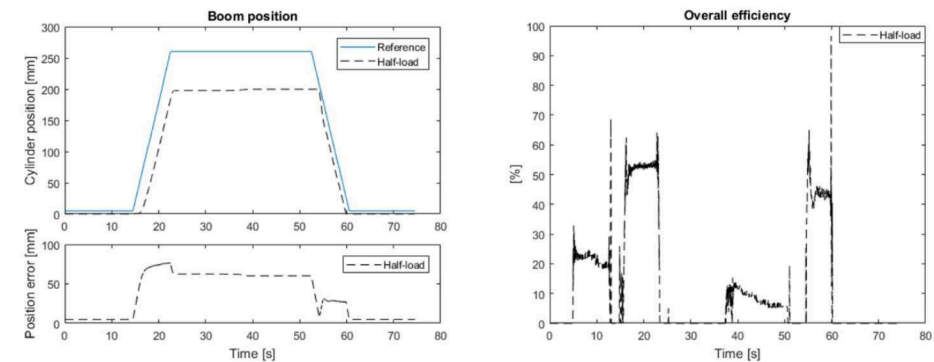 Boom position
Cylinder position [mm]
300
250
200
150
100
50
0
Reference
Half-load
0 10 20 30 40 50 60 70 80
Position error [mm]
100
50
0
Half-load
0 10 20 30 40 50 60 70 80
Time [s]
Overall efficiency
[%]
100
90
80
70
60
50
40
30
20
10
0
Half-load
0 10 20 30 40 50 60 70 80
Time [s]